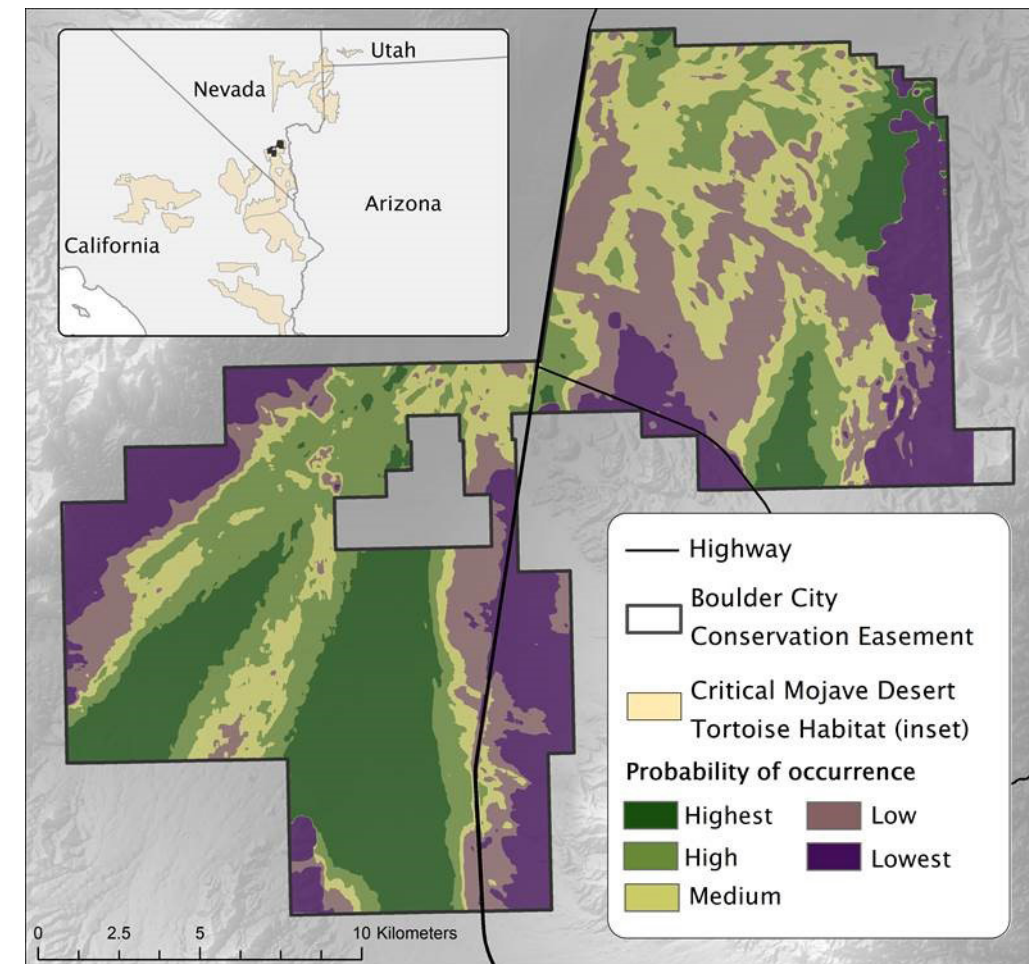 Utah
Nevada
Arizona
California
Highway
Boulder City
Conservation Easement
Critical Mojave Desert
Tortoise Habitat (inset)
Probability of occurrence
Highest
Low
High
Lowest
Medium
0 2.5 5 10 Kilometers